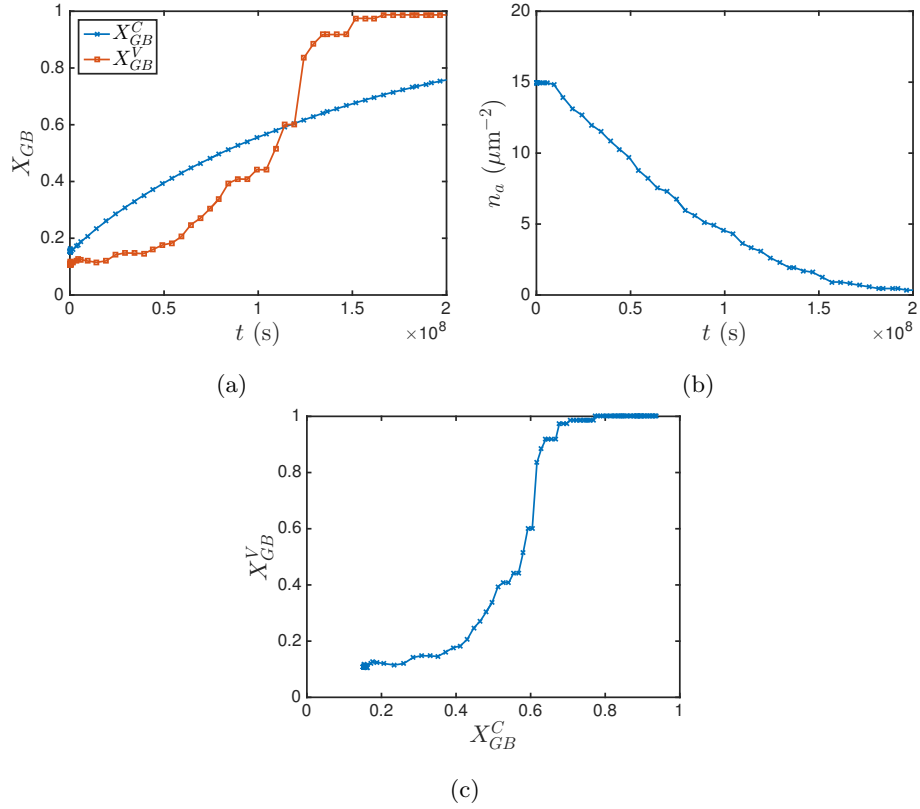 1
0.8
0.6
0.4
0.2
0
X_{GB}
X_{GB}^{C}
X_{GB}^{V}
0 0.5 1 1.5 2
t (s)
×10^8
(a)
20
15
10
5
0
n_a (μm^{-2})
0 0.5 1 1.5 2
t (s)
×10^8
(b)
1
0.8
0.6
0.4
0.2
0
X_{GB}^{V}
0 0.2 0.4 0.6 0.8 1
X_{GB}^{C}
(c)